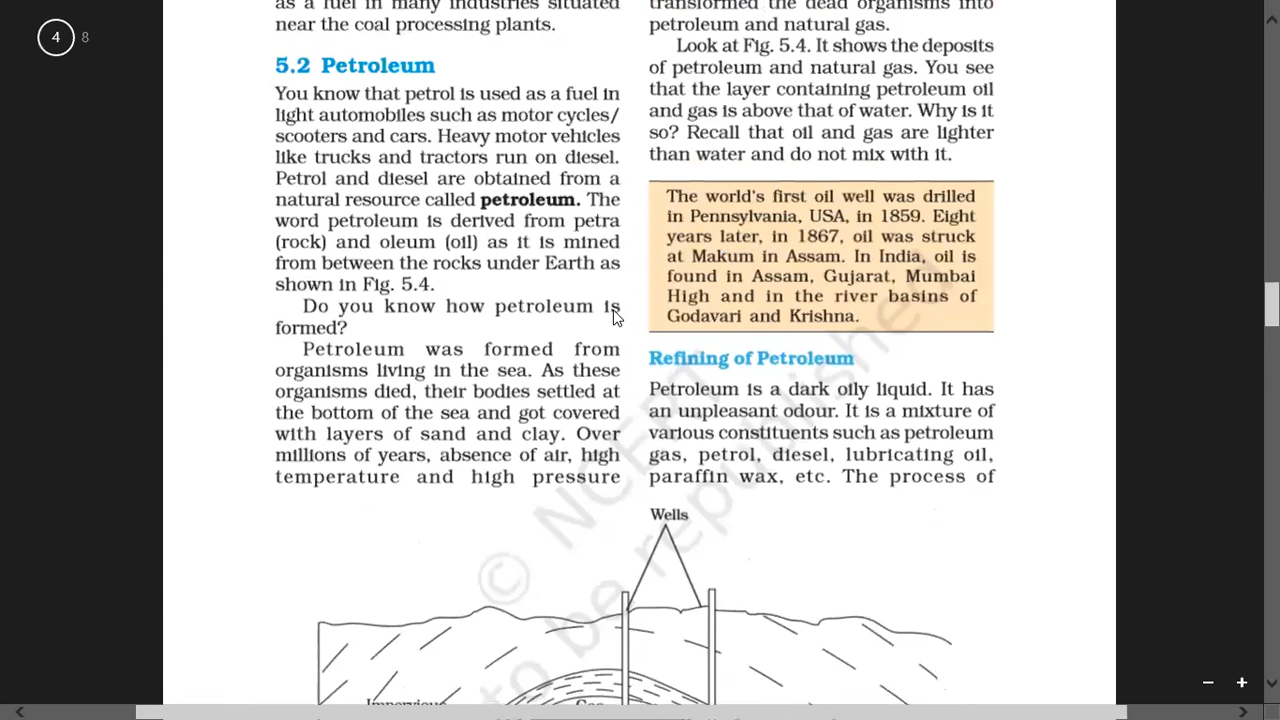 4 8
as a fuel in many industries situated
near the coal processing plants.
5.2 Petroleum
You know that petrol is used as a fuel in
light automobiles such as motor cycles/
scooters and cars. Heavy motor vehicles
like trucks and tractors run on diesel.
Petrol and diesel are obtained from a
natural resource called petroleum. The
word petroleum is derived from petra
(rock) and oleum (oil) as it is mined
from between the rocks under Earth as
shown in Fig. 5.4.
Do you know how petroleum is
formed?
Petroleum was formed from
organisms living in the sea. As these
organisms died, their bodies settled at
the bottom of the sea and got covered
with layers of sand and clay. Over
millions of years, absence of air, high
temperature and high pressure
transformed the dead organisms into
petroleum and natural gas.
Look at Fig. 5.4. It shows the deposits
of petroleum and natural gas. You see
that the layer containing petroleum oil
and gas is above that of water. Why is it
so? Recall that oil and gas are lighter
than water and do not mix with it.
The world's first oil well was drilled
in Pennsylvania, USA, in 1859. Eight
years later, in 1867, oil was struck
at Makum in Assam. In India, oil is
found in Assam, Gujarat, Mumbai
High and in the river basins of
Godavari and Krishna.
Refining of Petroleum
Petroleum is a dark oily liquid. It has
an unpleasant odour. It is a mixture of
various constituents such as petroleum
gas, petrol, diesel, lubricating oil,
paraffin wax, etc. The process of
Wells
© NCERT
to be republished